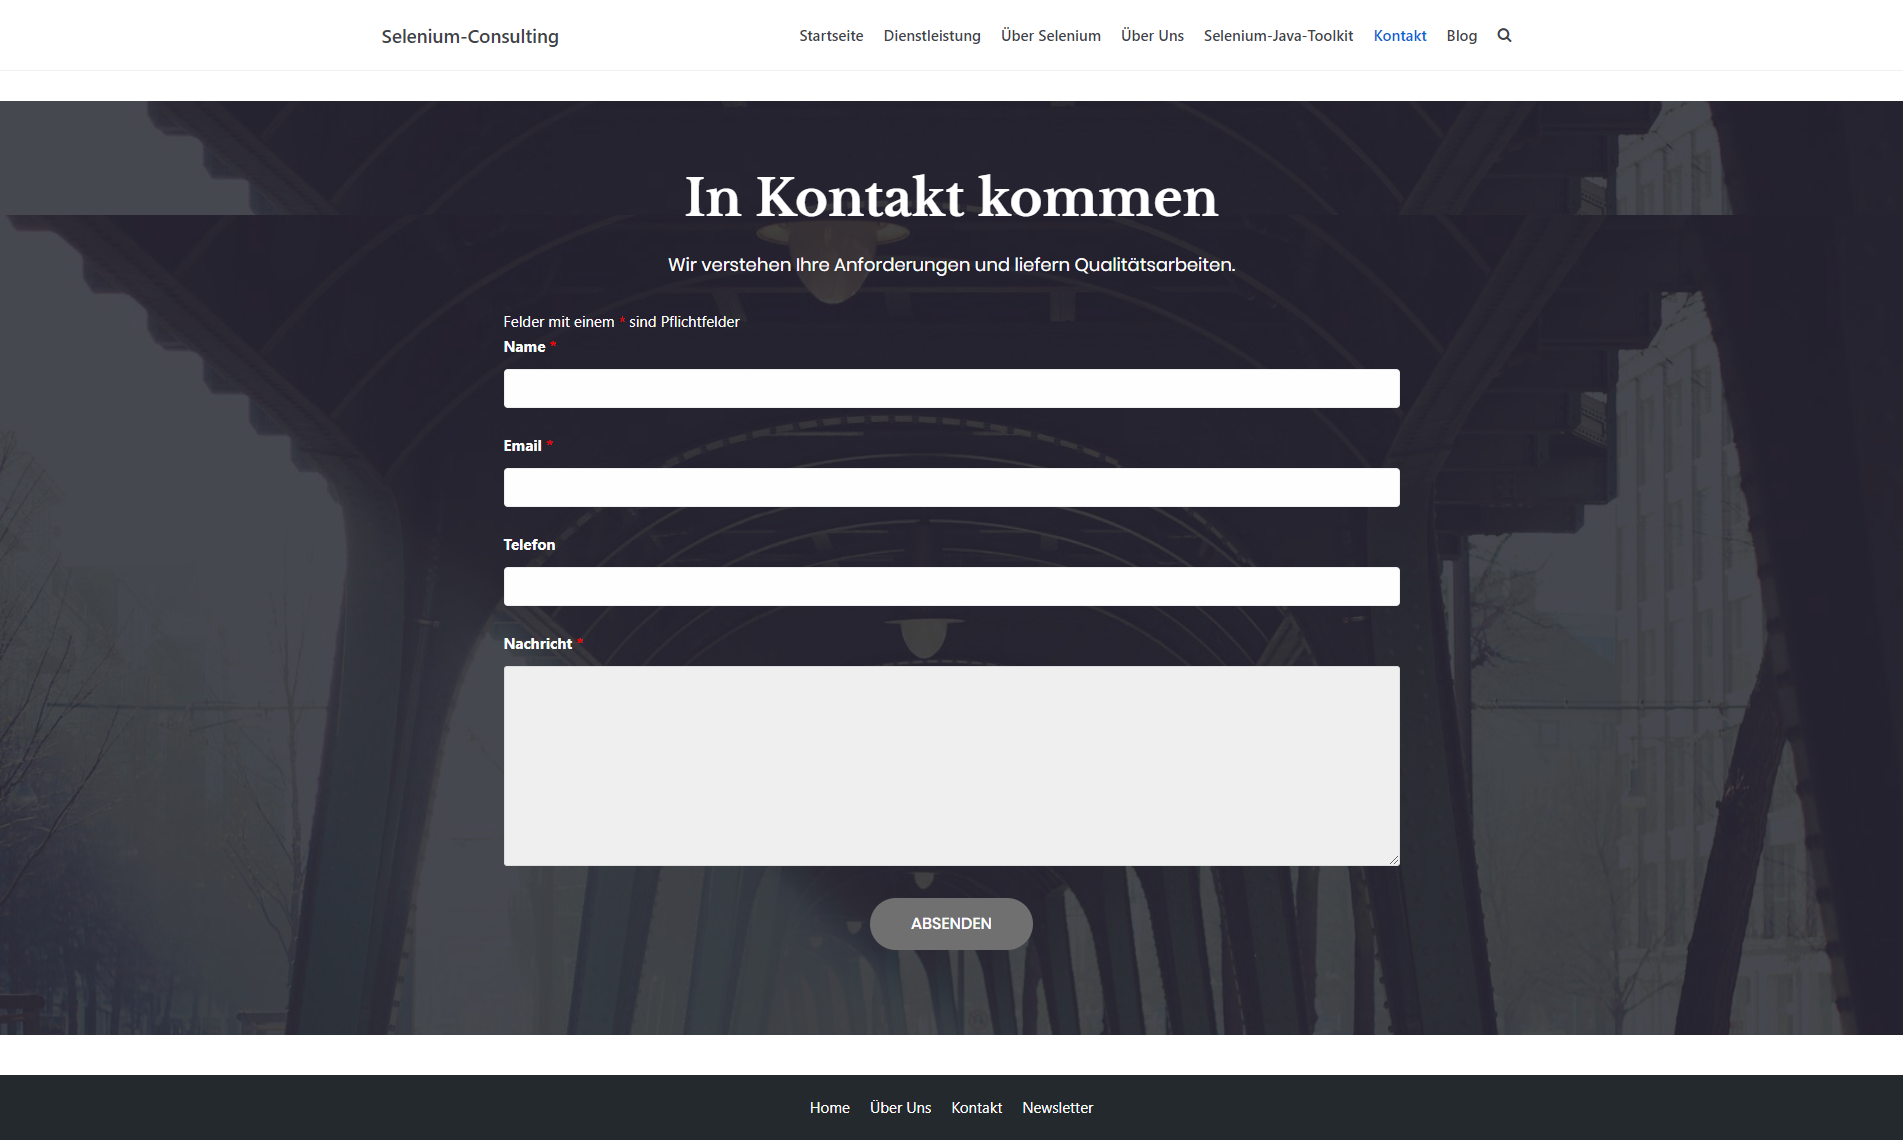 Selenium-Consulting
Startseite Dienstleistung Über Selenium Über Uns Selenium-Java-Toolkit Kontakt Blog
In Kontakt kommen
Wir verstehen Ihre Anforderungen und liefern Qualitätsarbeiten.
Felder mit einem * sind Pflichtfelder
Name *
Email *
Telefon
Nachricht *
ABSENDEN
Home Über Uns Kontakt Newsletter